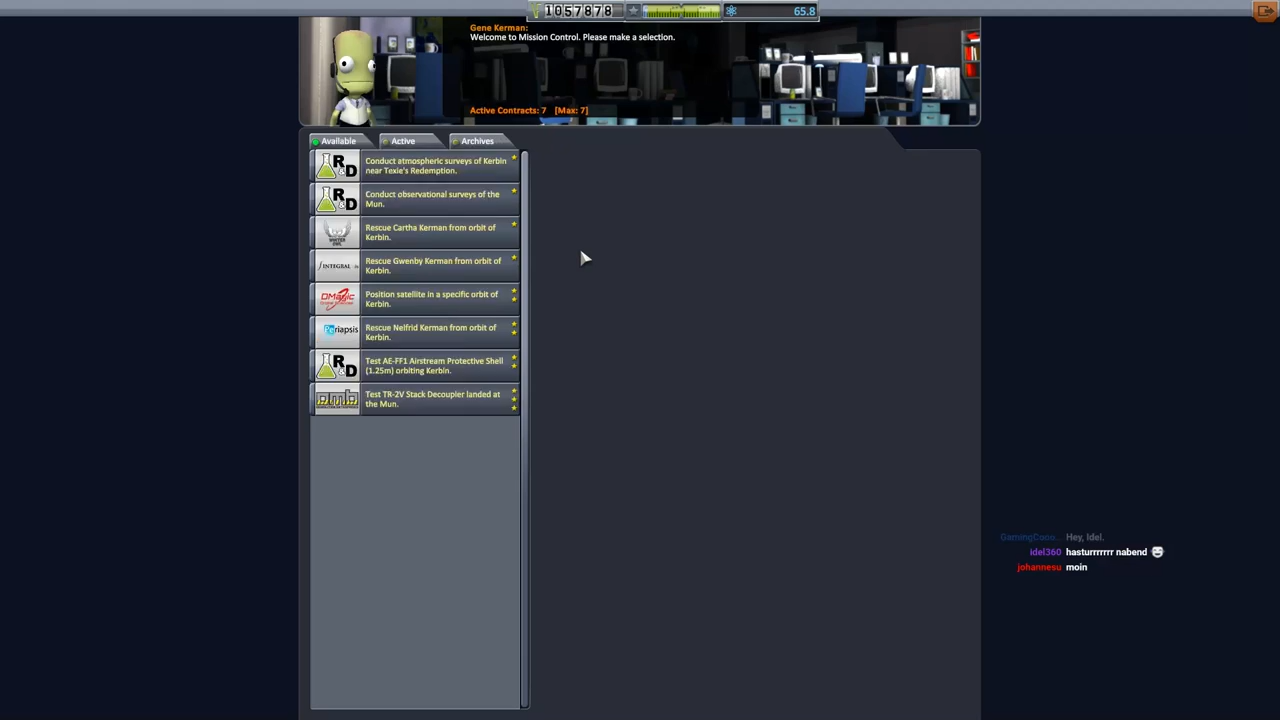 1057878
65.8
Gene Kerman:
Welcome to Mission Control. Please make a selection.
Active Contracts: 7 [Max: 7]
Available
Active
Archives
R&D
Conduct atmospheric surveys of Kerbin
near Texie's Redemption.
R&D
Conduct observational surveys of the
Mun.
Rescue Cartha Kerman from orbit of
Kerbin.
INTEGRAL
Rescue Gwenby Kerman from orbit of
Kerbin.
DMagic
Position satellite in a specific orbit of
Kerbin.
Periapsis
Rescue Nelfrid Kerman from orbit of
Kerbin.
R&D
Test AE-FF1 Airstream Protective Shell
(1.25m) orbiting Kerbin.
Test TR-2V Stack Decoupler landed at
the Mun.
GamingCoon.. Hey, Idel.
idel360 hasturrrrrrr nabend
johannesu moin